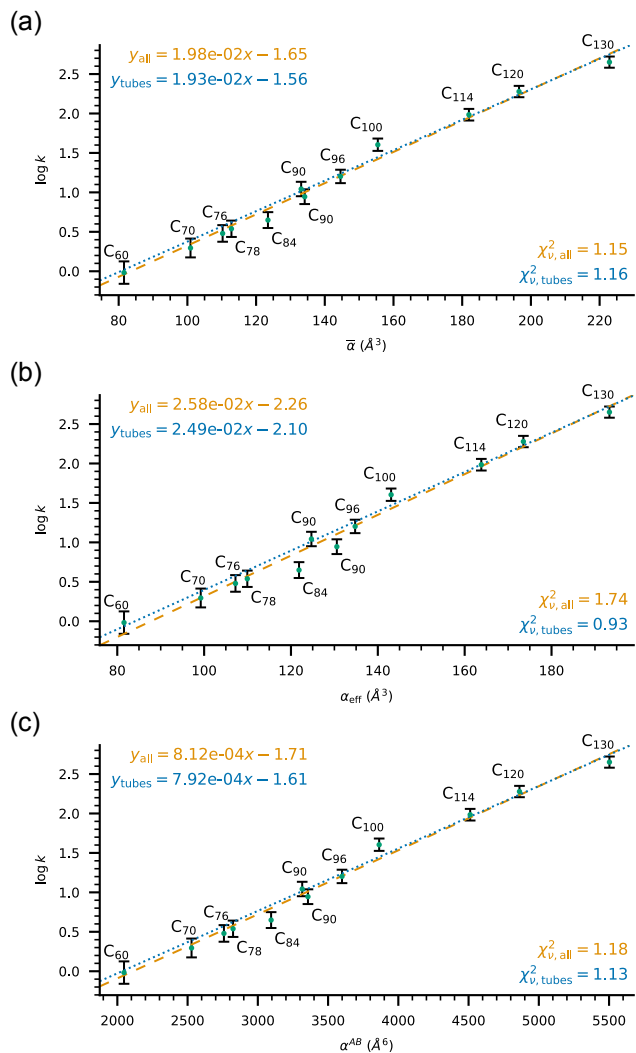 (a)
y_all = 1.98e-02x − 1.65
y_tubes = 1.93e-02x − 1.56
C130
C120
C114
C100
C96
C90
C90
C84
C78
C76
C70
C60
χ²ν, all = 1.15
χ²ν, tubes = 1.16
log k
2.5
2.0
1.5
1.0
0.5
0.0
80 100 120 140 160 180 200 220
α̅ (Å³)
(b)
y_all = 2.58e-02x − 2.26
y_tubes = 2.49e-02x − 2.10
C130
C120
C114
C100
C96
C90
C90
C84
C78
C76
C70
C60
χ²ν, all = 1.74
χ²ν, tubes = 0.93
log k
2.5
2.0
1.5
1.0
0.5
0.0
80 100 120 140 160 180
α_eff (Å³)
(c)
y_all = 8.12e-04x − 1.71
y_tubes = 7.92e-04x − 1.61
C130
C120
C114
C100
C96
C90
C90
C84
C78
C76
C70
C60
χ²ν, all = 1.18
χ²ν, tubes = 1.13
log k
2.5
2.0
1.5
1.0
0.5
0.0
2000 2500 3000 3500 4000 4500 5000 5500
α^AB (Å⁶)